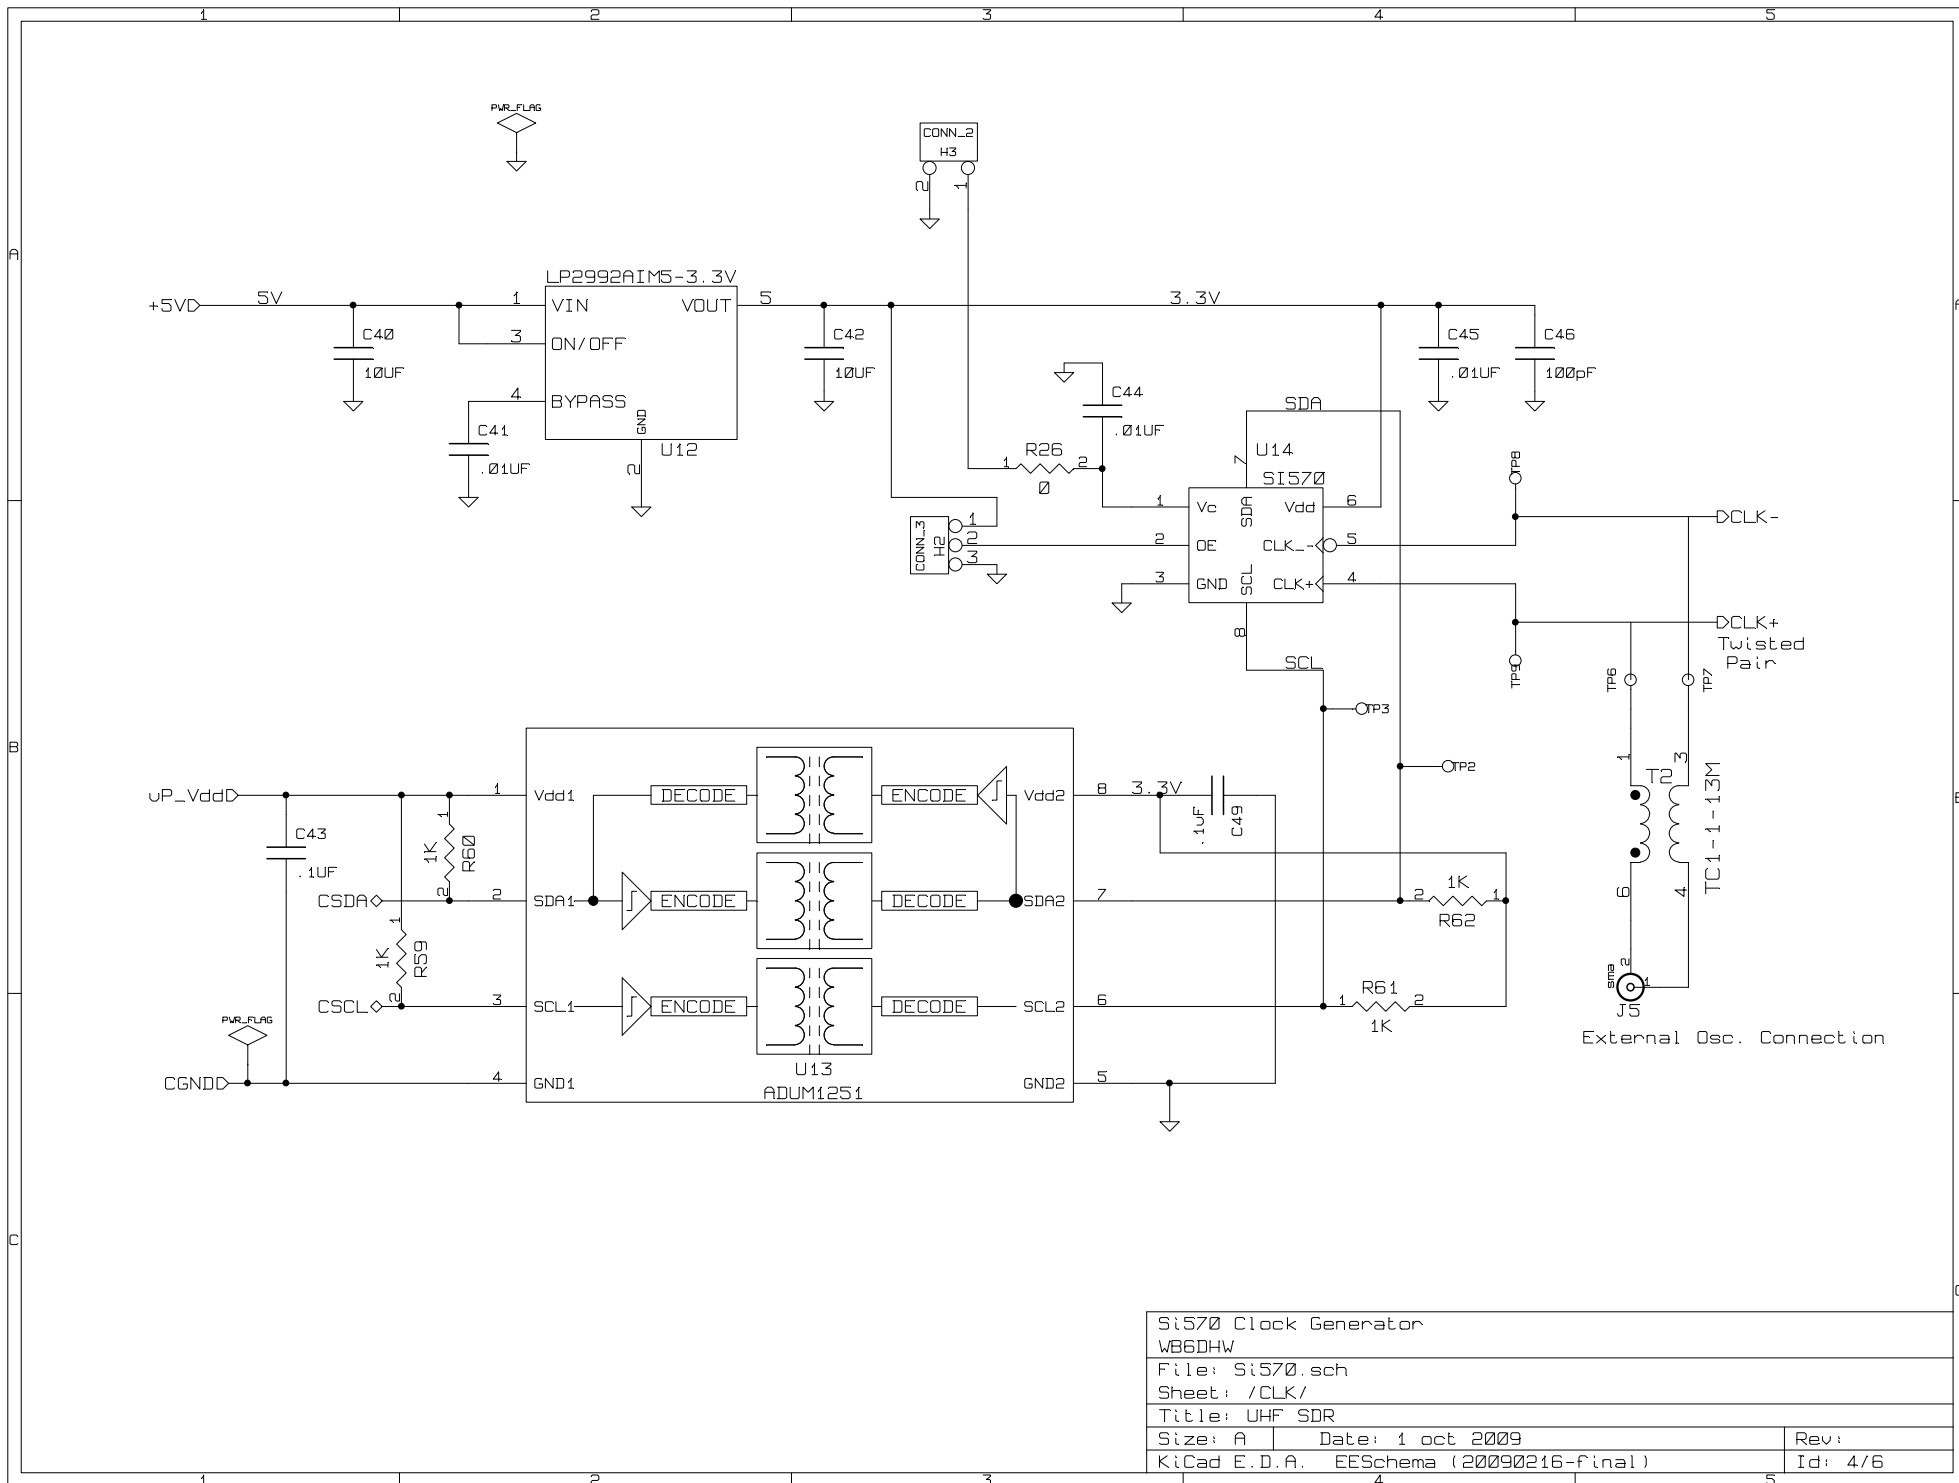 1 2 3 4 5
PWR_FLAG
CONN_2
H3
2 1
A
LP2992AIM5-3.3V
+5V 5V 1 VIN VOUT 5 3.3V
C40
10UF
3 ON/OFF
C42
10UF
C45
.01UF
C46
100pF
4 BYPASS
GND
2
U12
C41
.01UF
C44
.01UF
SDA
R26
1 2
0
7
U14
SI570
TP8
1 Vc SDA Vdd 6
CLK-
CONN_3
H2
1
2
3
2 OE CLK_- 5
3 GND SCL CLK+ 4
8
CLK+
Twisted
Pair
SCL
TP9
TP6
TP7
TP3
B
TP2
1 3
T2
TC1-1-13M
6 4
uP_Vdd 1 Vdd1 DECODE ENCODE Vdd2 8 3.3V
.1uF
C49
C43
.1UF
1
1K
R60
2
CSDA 2 SDA1 ENCODE DECODE SDA2 7
2 1K 1
R62
1
1K
R59
2
CSCL 3 SCL1 ENCODE DECODE SCL2 6
R61
1 2
1K
sma
2
1
J5
External Osc. Connection
PWR_FLAG
CGND 4 GND1 GND2 5
U13
ADUM1251
C
Si570 Clock Generator
WB6DHW
File: Si570.sch
Sheet: /CLK/
Title: UHF SDR
Size: A Date: 1 oct 2009 Rev:
KiCad E.D.A. EESchema (20090216-final) Id: 4/6
1 2 3 4 5